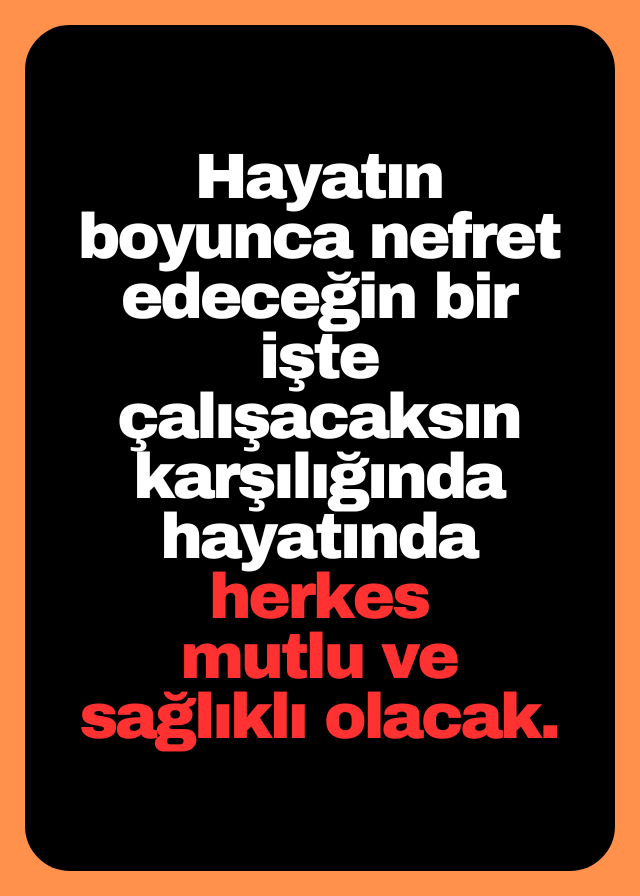 Hayatın
boyunca nefret
edeceğin bir
işte
çalışacaksın
karşılığında
hayatında
herkes
mutlu ve
sağlıklı olacak.